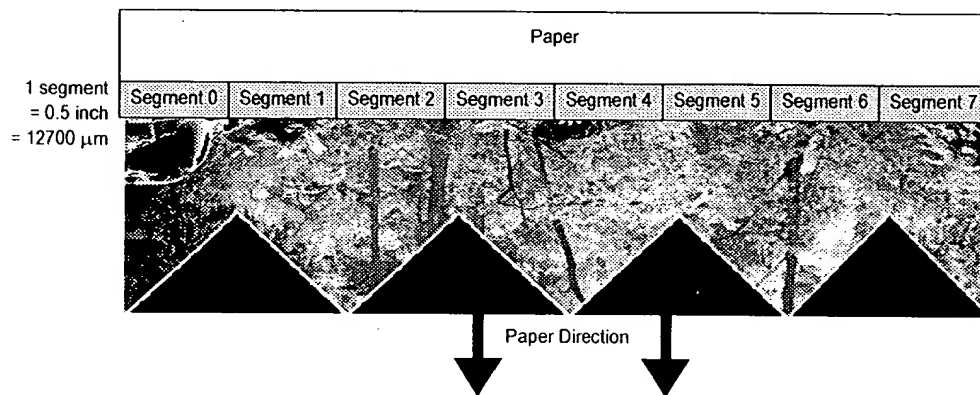 Paper
1 segment
= 0.5 inch
= 12700 μm
Segment 0 Segment 1 Segment 2 Segment 3 Segment 4 Segment 5 Segment 6 Segment 7
Paper Direction